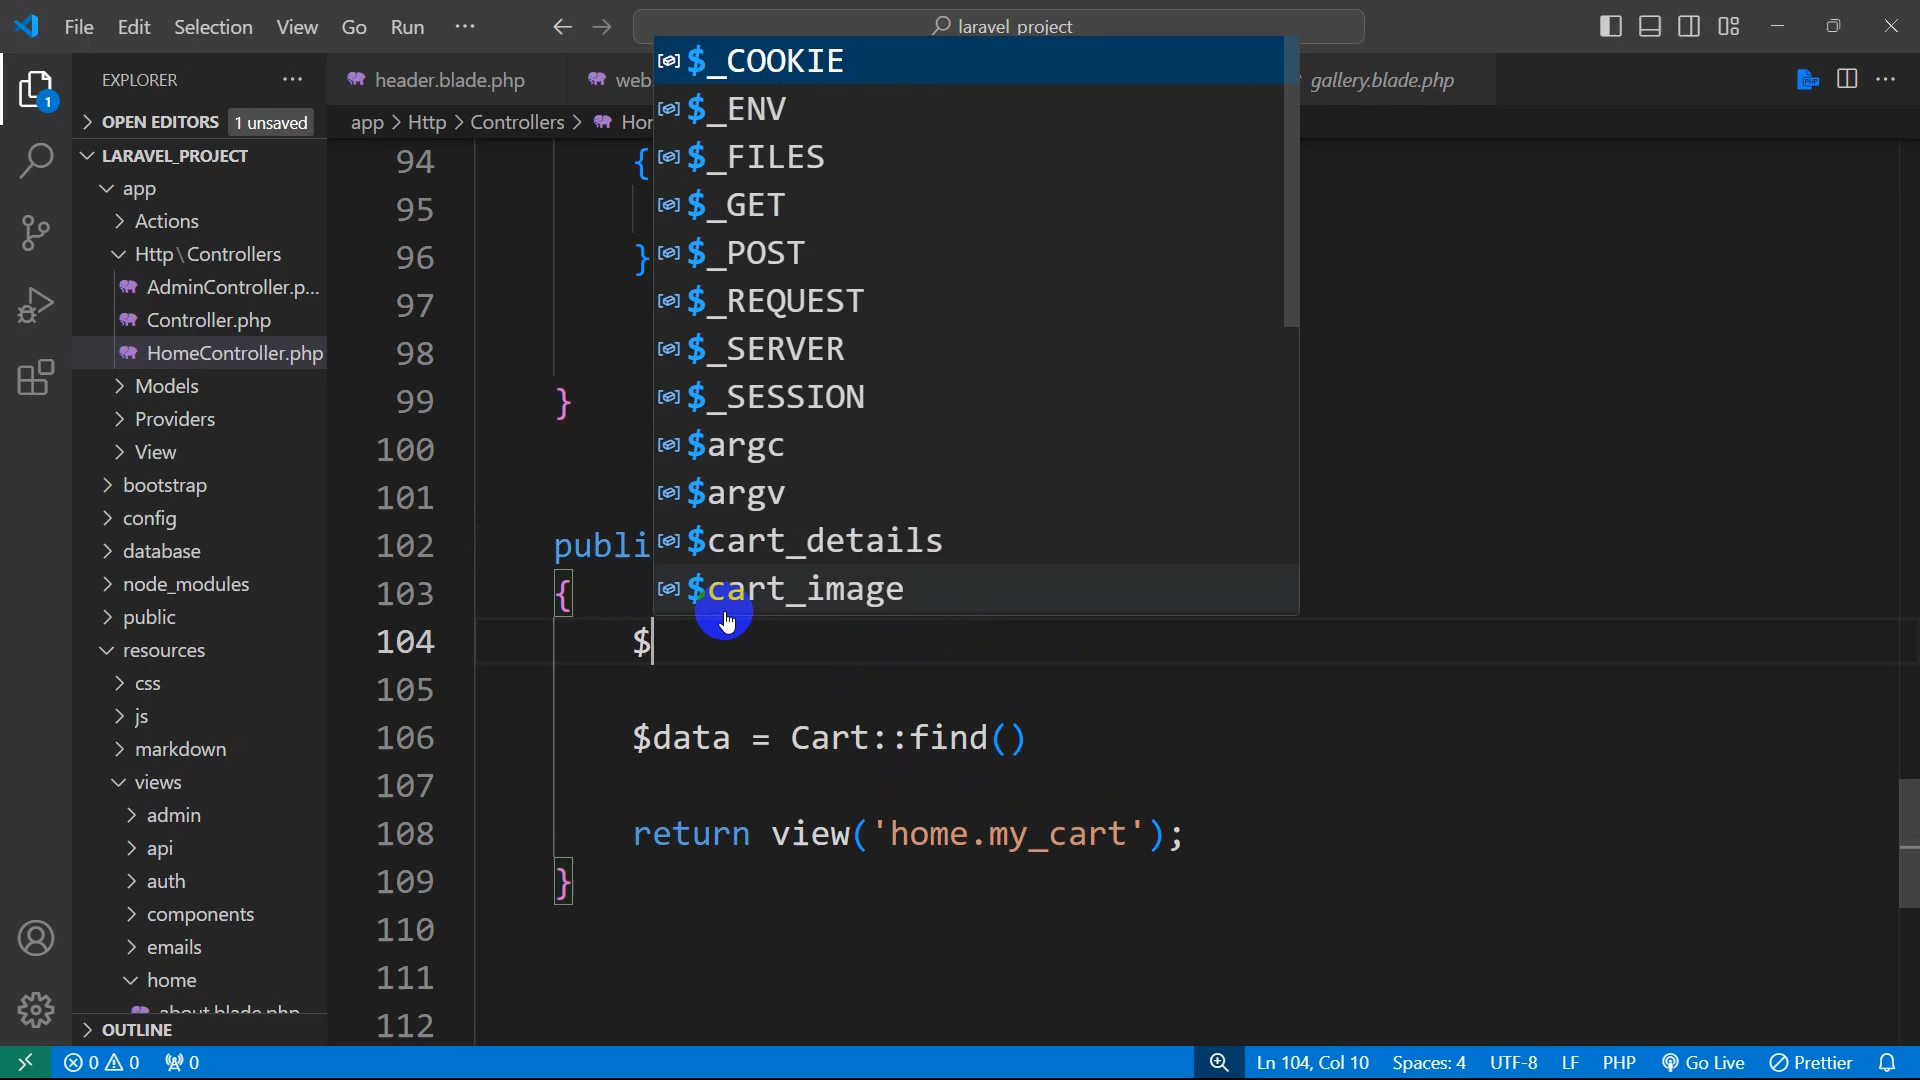 File Edit Selection View Go Run ··· laravel project
EXPLORER ···
header.blade.php
web
gallery.blade.php
OPEN EDITORS 1 unsaved
app > Http > Controllers > Hor
LARAVEL_PROJECT
app
Actions
Http\Controllers
AdminController.p...
Controller.php
HomeController.php
Models
Providers
View
bootstrap
config
database
node_modules
public
resources
css
js
markdown
views
admin
api
auth
components
emails
home
about.blade.php
OUTLINE
$_COOKIE
$_ENV
$_FILES
$_GET
$_POST
$_REQUEST
$_SERVER
$_SESSION
$argc
$argv
$cart_details
$cart_image
94 {
95
96 }
97
98
99 }
100
101
102 publi
103 {
104 $
105
106 $data = Cart::find()
107
108 return view('home.my_cart');
109 }
110
111
112
0 0 0 Ln 104, Col 10 Spaces: 4 UTF-8 LF PHP Go Live Prettier